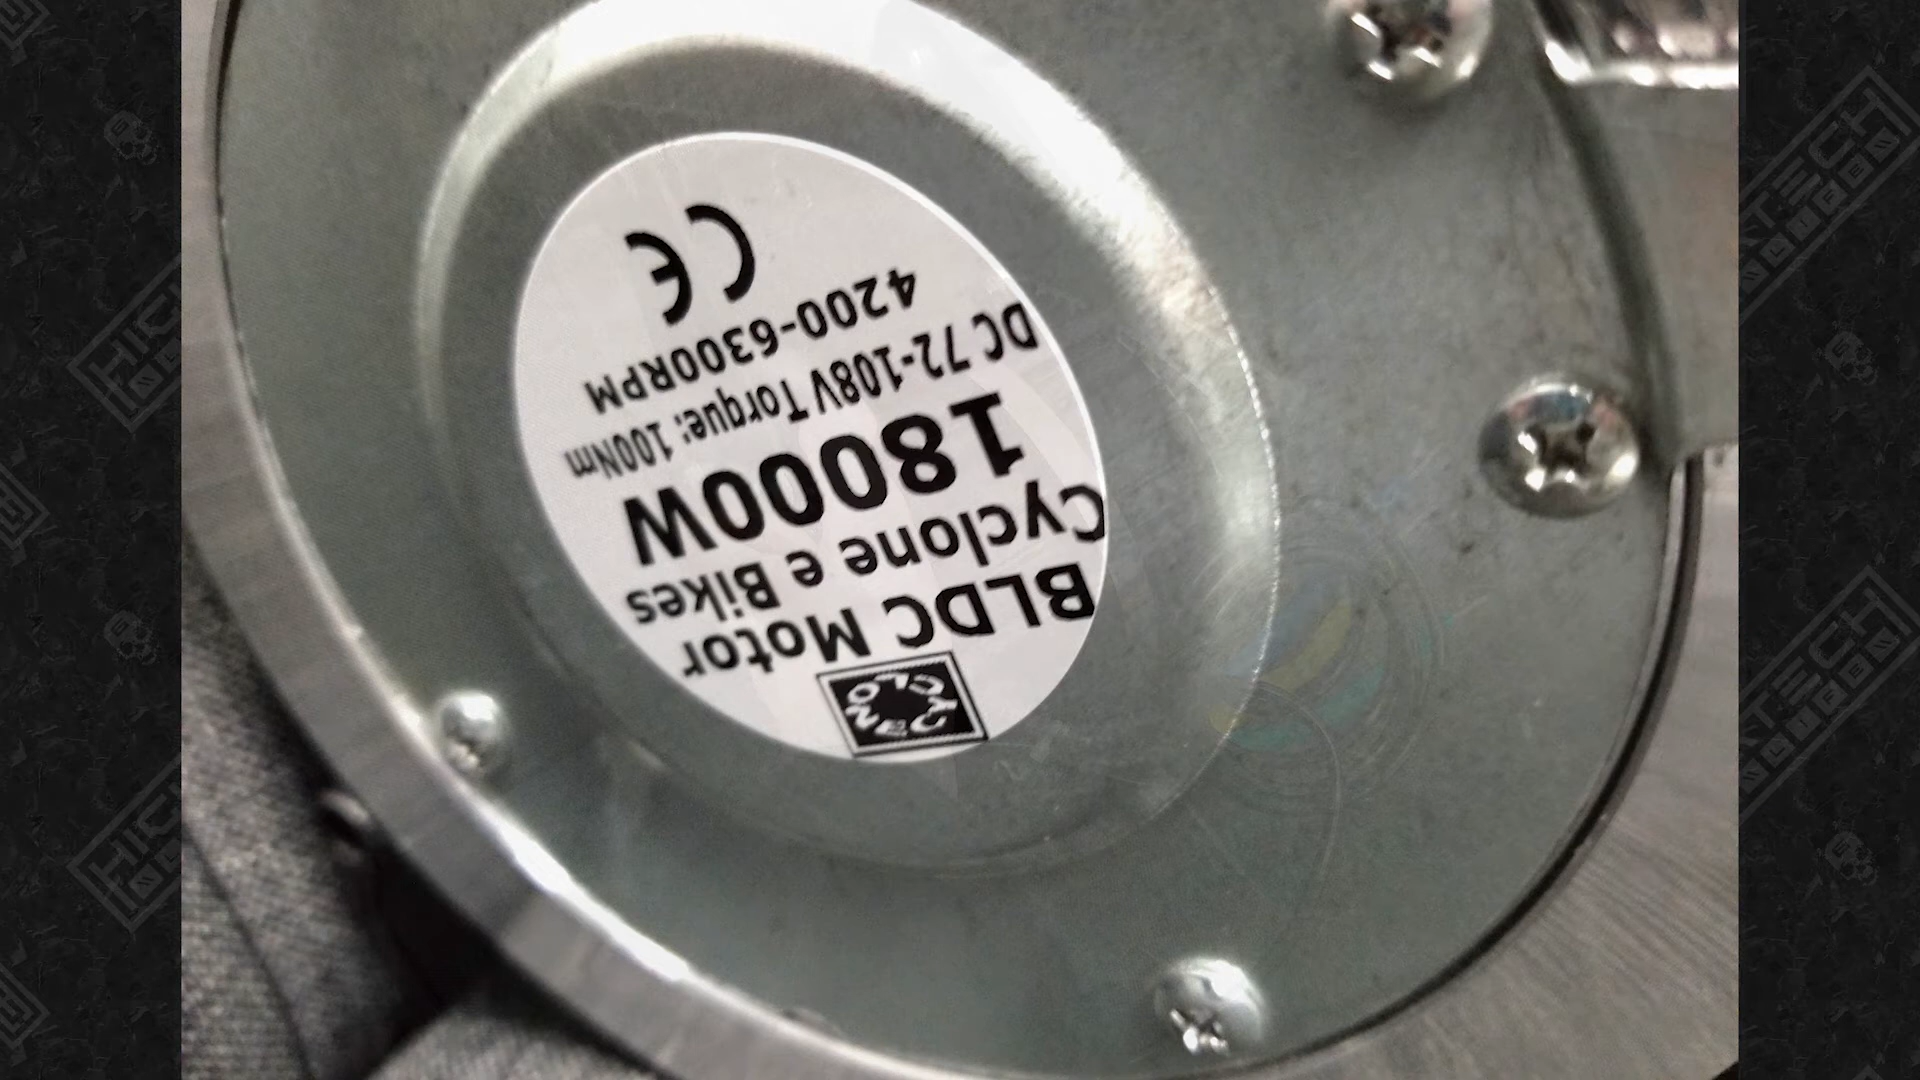 CYCLONE
BLDC Motor
Cyclone e Bikes
18000W
DC 72-108V Torque: 100Nm
4200-6300RPM
CE